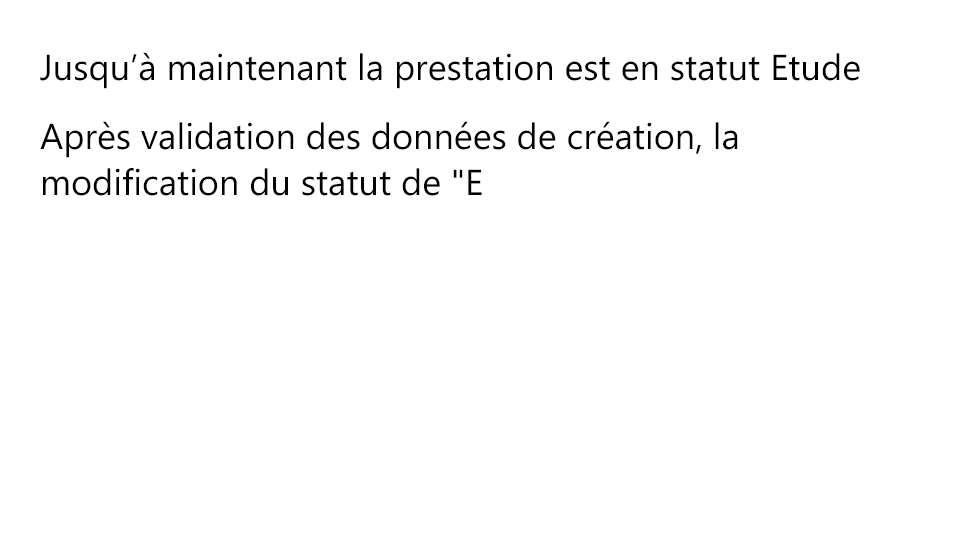 Jusqu’à maintenant la prestation est en statut Etude
Après validation des données de création, la
modification du statut de "E